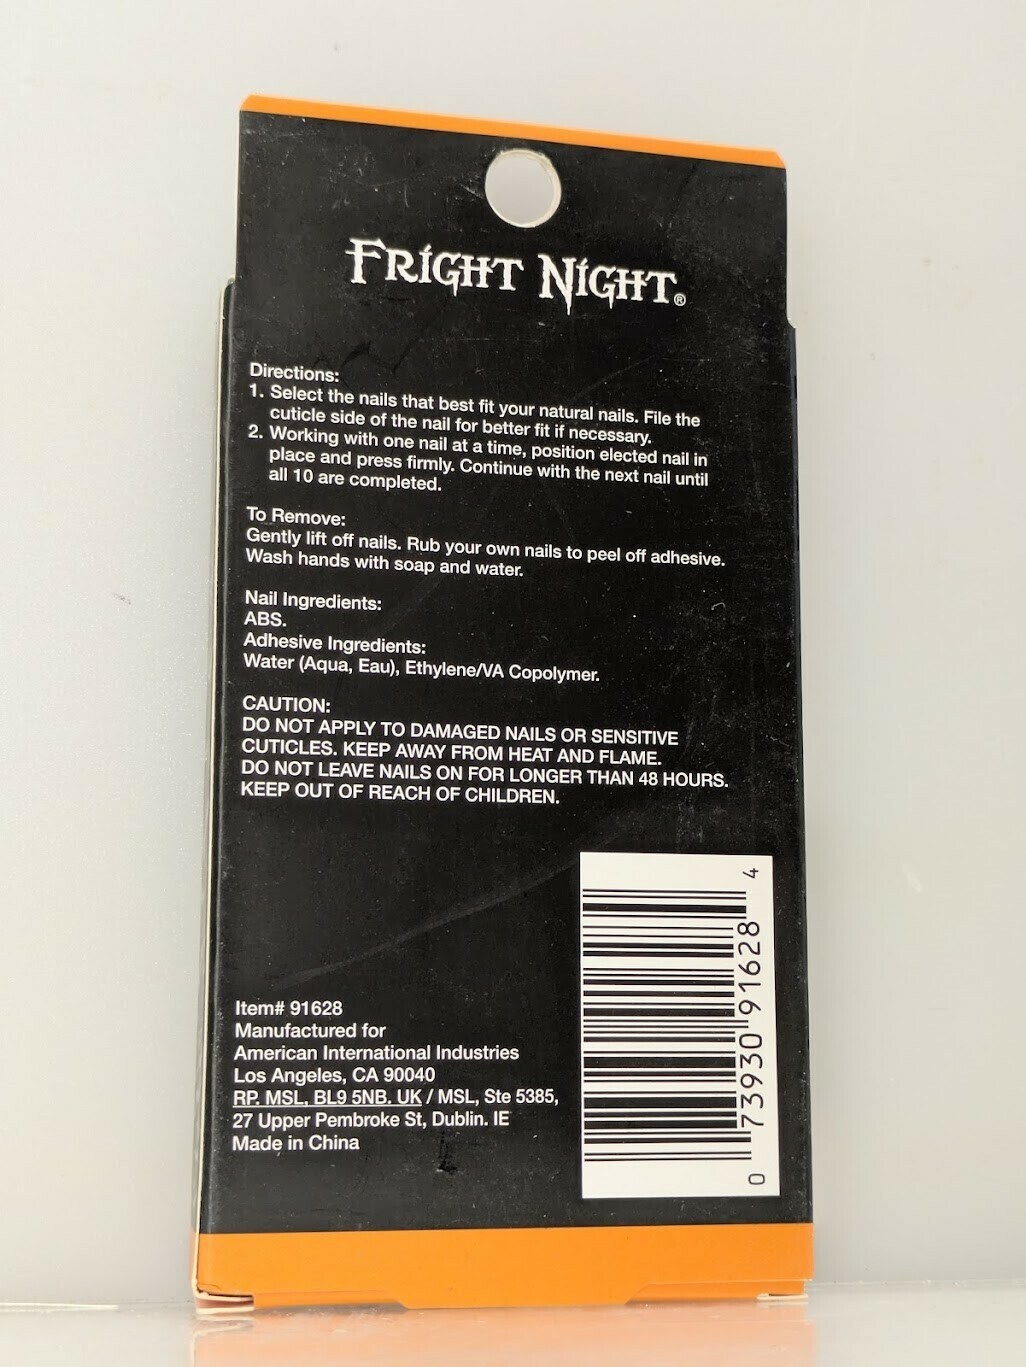 FRIGHT NIGHT®
Directions:
1. Select the nails that best fit your natural nails. File the
cuticle side of the nail for better fit if necessary.
2. Working with one nail at a time, position elected nail in
place and press firmly. Continue with the next nail until
all 10 are completed.
To Remove:
Gently lift off nails. Rub your own nails to peel off adhesive.
Wash hands with soap and water.
Nail Ingredients:
ABS.
Adhesive Ingredients:
Water (Aqua, Eau), Ethylene/VA Copolymer.
CAUTION:
DO NOT APPLY TO DAMAGED NAILS OR SENSITIVE
CUTICLES. KEEP AWAY FROM HEAT AND FLAME.
DO NOT LEAVE NAILS ON FOR LONGER THAN 48 HOURS.
KEEP OUT OF REACH OF CHILDREN.
Item# 91628
Manufactured for
American International Industries
Los Angeles, CA 90040
RP. MSL. BL9 5NB. UK / MSL, Ste 5385,
27 Upper Pembroke St, Dublin. IE
Made in China
0 73930 91628 4